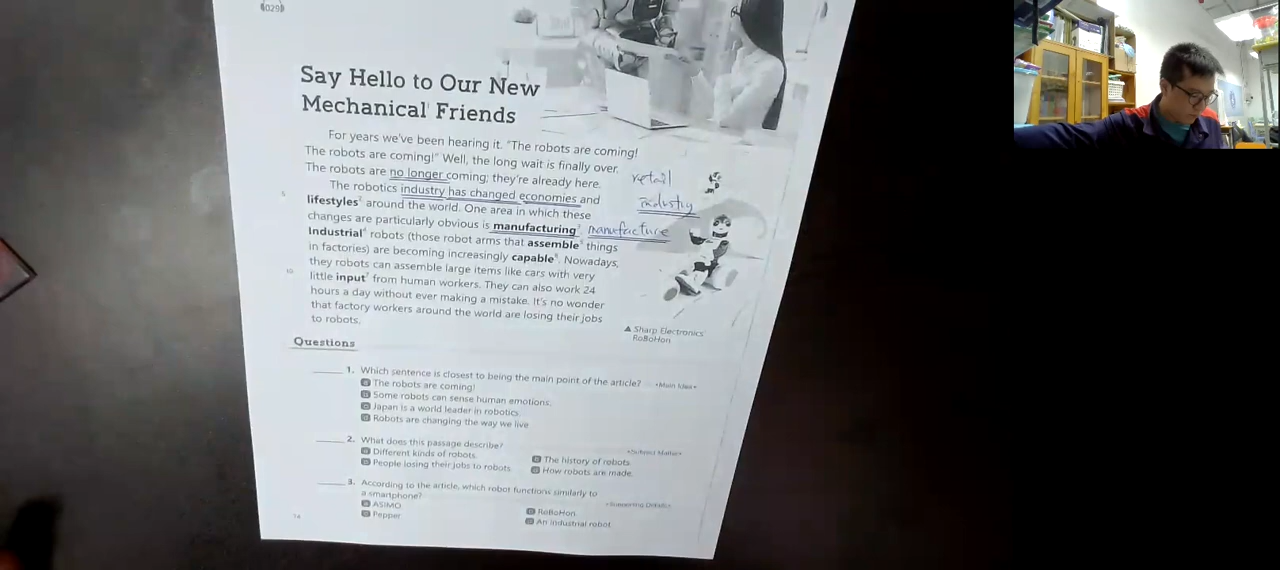 029
Say Hello to Our New
Mechanical Friends
For years we've been hearing it. "The robots are coming!
The robots are coming!" Well, the long wait is finally over.
The robots are no longer coming; they're already here.
retail
The robotics industry has changed economies and
industry
5
lifestyles around the world. One area in which these
changes are particularly obvious is manufacturing. manufacture
Industrial robots (those robot arms that assemble things
in factories) are becoming increasingly capable. Nowadays,
they robots can assemble large items like cars with very
10
little input from human workers. They can also work 24
hours a day without ever making a mistake. It's no wonder
that factory workers around the world are losing their jobs
to robots.
▲ Sharp Electronics
RoBoHon
Questions
1. Which sentence is closest to being the main point of the article? •Main Idea•
The robots are coming!
Some robots can sense human emotions.
Japan is a world leader in robotics.
Robots are changing the way we live.
2. What does this passage describe? •Subject Matter•
Different kinds of robots. The history of robots.
People losing their jobs to robots. How robots are made.
3. According to the article, which robot functions similarly to
a smartphone? •Supporting Details•
ASIMO. RoBoHon.
Pepper. An industrial robot.
14